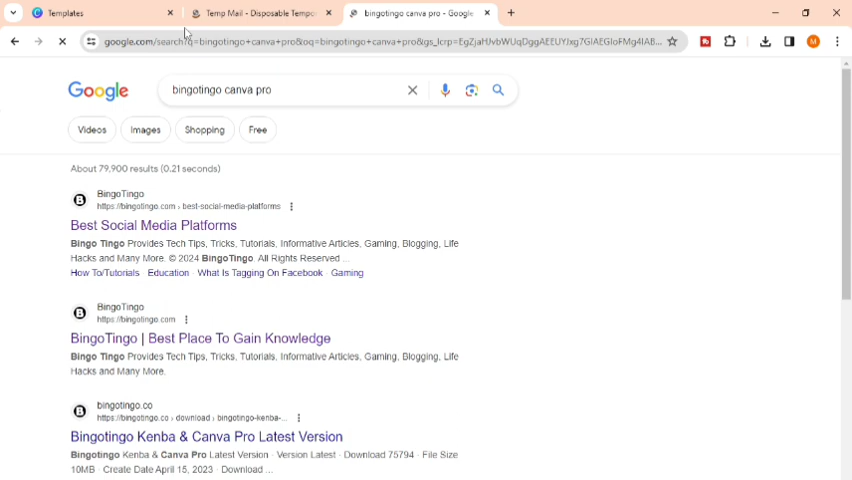 Templates
Temp Mail - Disposable Tempo
bingotingo canva pro - Google
google.com/search?q=bingotingo+canva+pro&oq=bingotingo+canva+pro&gs_lcrp=
M
Google
bingotingo canva pro
Videos
Images
Shopping
Free
About 79,900 results (0.21 seconds)
BingoTingo
https://bingotingo.com › best-social-media-platforms
Best Social Media Platforms
Bingo Tingo Provides Tech Tips, Tricks, Tutorials, Informative Articles, Gaming, Blogging, Life
Hacks and Many More. © 2024 BingoTingo. All Rights Reserved ...
How To/Tutorials · Education · What Is Tagging On Facebook · Gaming
BingoTingo
https://bingotingo.com
BingoTingo | Best Place To Gain Knowledge
Bingo Tingo Provides Tech Tips, Tricks, Tutorials, Informative Articles, Gaming, Blogging, Life
Hacks and Many More.
bingotingo.co
https://bingotingo.co › download › bingotingo-kenba-...
Bingotingo Kenba & Canva Pro Latest Version
Bingotingo Kenba & Canva Pro Latest Version · Version Latest · Download 75794 · File Size
10MB · Create Date April 15, 2023 · Download ...